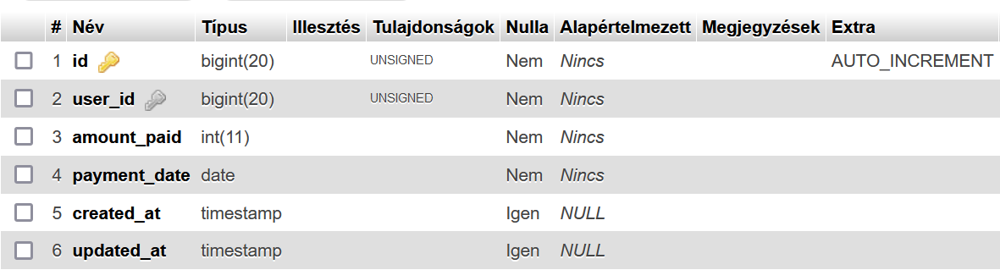 # Név Típus Illesztés Tulajdonságok Nulla Alapértelmezett Megjegyzések Extra
1 id bigint(20) UNSIGNED Nem Nincs AUTO_INCREMENT
2 user_id bigint(20) UNSIGNED Nem Nincs
3 amount_paid int(11) Nem Nincs
4 payment_date date Nem Nincs
5 created_at timestamp Igen NULL
6 updated_at timestamp Igen NULL